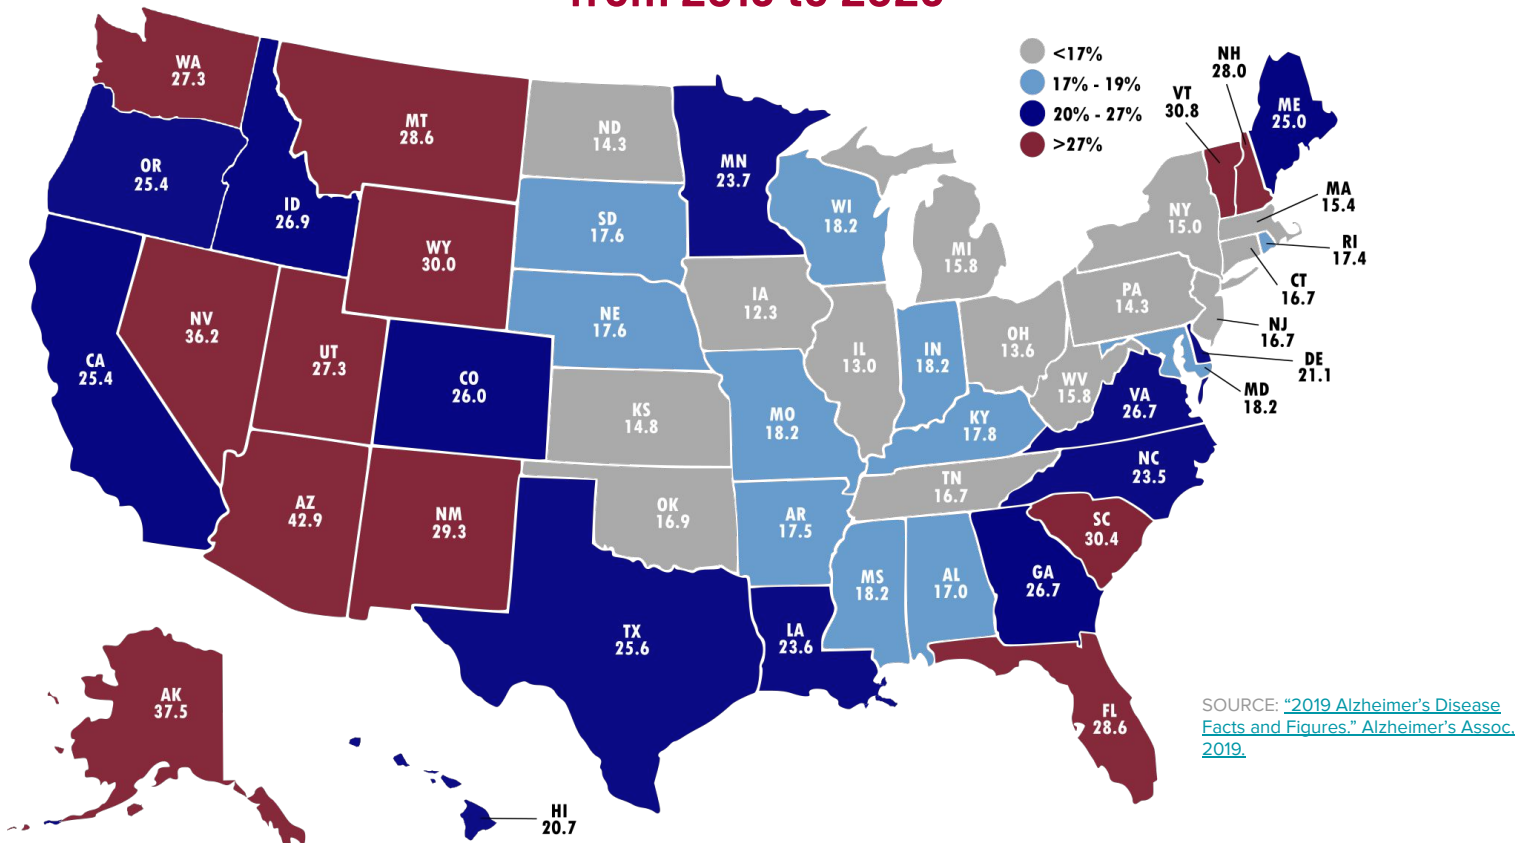 from 2019 to 2025
<17%
17% - 19%
20% - 27%
>27%
NH
28.0
VT
30.8
ME
25.0
WA
27.3
MT
28.6
ND
14.3
MN
23.7
OR
25.4
ID
26.9
WY
30.0
SD
17.6
WI
18.2
MI
15.8
NY
15.0
MA
15.4
RI
17.4
CT
16.7
NJ
16.7
PA
14.3
DE
21.1
MD
18.2
NV
36.2
UT
27.3
CO
26.0
NE
17.6
IA
12.3
IL
13.0
IN
18.2
OH
13.6
WV
15.8
VA
26.7
CA
25.4
KS
14.8
MO
18.2
KY
17.8
NC
23.5
TN
16.7
AZ
42.9
NM
29.3
OK
16.9
AR
17.5
SC
30.4
MS
18.2
AL
17.0
GA
26.7
TX
25.6
LA
23.6
FL
28.6
AK
37.5
HI
20.7
SOURCE: “2019 Alzheimer’s Disease
Facts and Figures.” Alzheimer’s Assoc.
2019.